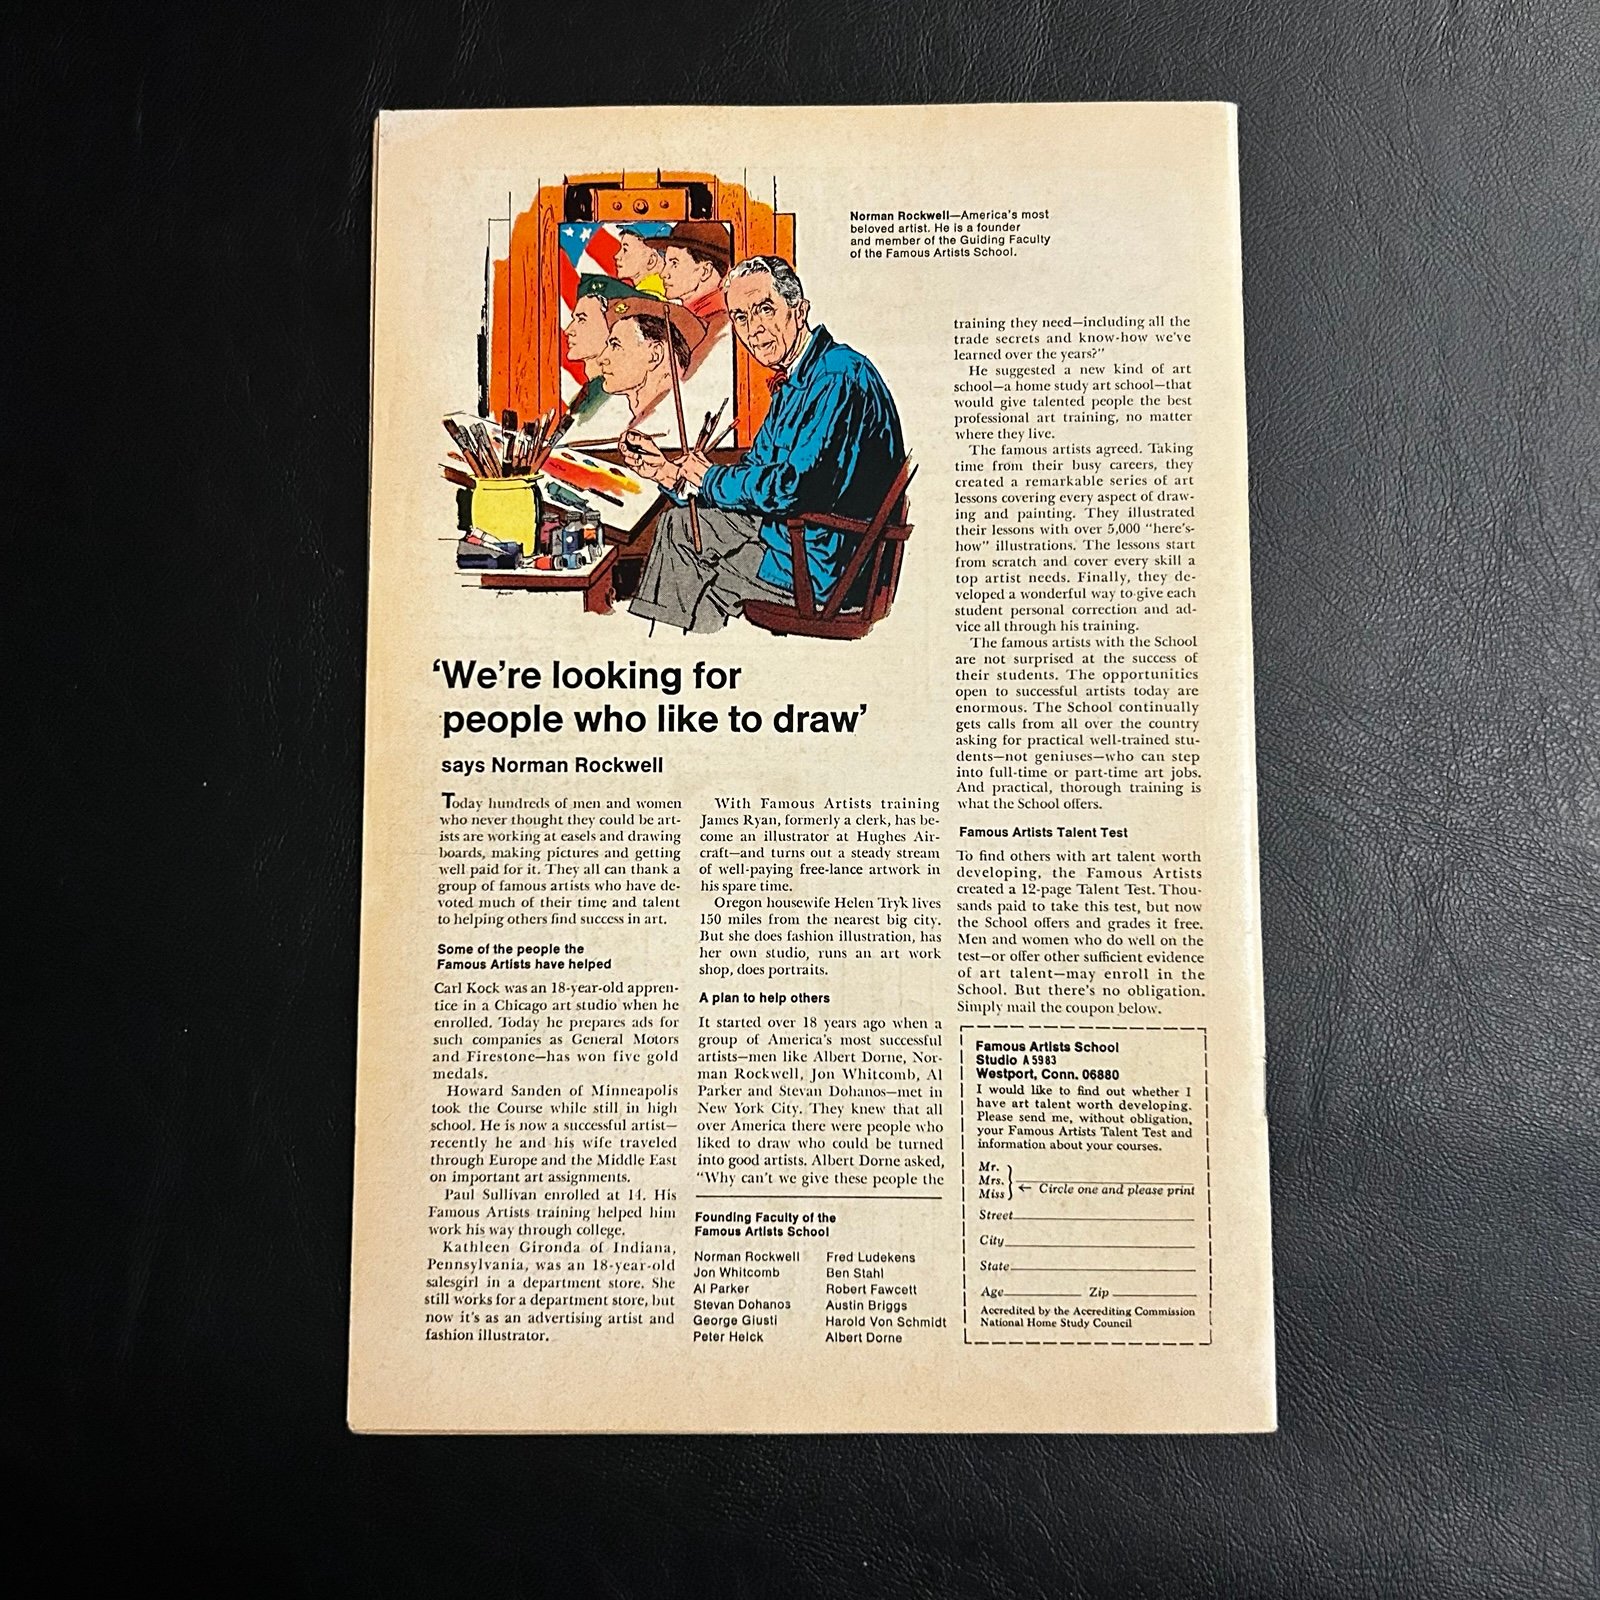 Norman Rockwell—America's most
beloved artist. He is a founder
and member of the Guiding Faculty
of the Famous Artists School.
'We're looking for
people who like to draw'
says Norman Rockwell
Today hundreds of men and women
who never thought they could be art-
ists are working at easels and drawing
boards, making pictures and getting
well paid for it. They all can thank a
group of famous artists who have de-
voted much of their time and talent
to helping others find success in art.
Some of the people the
Famous Artists have helped
Carl Kock was an 18-year-old appren-
tice in a Chicago art studio when he
enrolled. Today he prepares ads for
such companies as General Motors
and Firestone—has won five gold
medals.
Howard Sanden of Minneapolis
took the Course while still in high
school. He is now a successful artist—
recently he and his wife traveled
through Europe and the Middle East
on important art assignments.
Paul Sullivan enrolled at 14. His
Famous Artists training helped him
work his way through college.
Kathleen Gironda of Indiana,
Pennsylvania, was an 18-year-old
salesgirl in a department store. She
still works for a department store, but
now it's as an advertising artist and
fashion illustrator.
With Famous Artists training
James Ryan, formerly a clerk, has be-
come an illustrator at Hughes Air-
craft—and turns out a steady stream
of well-paying free-lance artwork in
his spare time.
Oregon housewife Helen Tryk lives
150 miles from the nearest big city.
But she does fashion illustration, has
her own studio, runs an art work
shop, does portraits.
A plan to help others
It started over 18 years ago when a
group of America's most successful
artists—men like Albert Dorne, Nor-
man Rockwell, Jon Whitcomb, Al
Parker and Stevan Dohanos—met in
New York City. They knew that all
over America there were people who
liked to draw who could be turned
into good artists. Albert Dorne asked,
"Why can't we give these people the
Founding Faculty of the
Famous Artists School
Norman Rockwell
Jon Whitcomb
Al Parker
Stevan Dohanos
George Giusti
Peter Helck
Fred Ludekens
Ben Stahl
Robert Fawcett
Austin Briggs
Harold Von Schmidt
Albert Dorne
training they need—including all the
trade secrets and know-how we've
learned over the years?"
He suggested a new kind of art
school—a home study art school—that
would give talented people the best
professional art training, no matter
where they live.
The famous artists agreed. Taking
time from their busy careers, they
created a remarkable series of art
lessons covering every aspect of draw-
ing and painting. They illustrated
their lessons with over 5,000 "here's-
how" illustrations. The lessons start
from scratch and cover every skill a
top artist needs. Finally, they de-
veloped a wonderful way to give each
student personal correction and ad-
vice all through his training.
The famous artists with the School
are not surprised at the success of
their students. The opportunities
open to successful artists today are
enormous. The School continually
gets calls from all over the country
asking for practical well-trained stu-
dents—not geniuses—who can step
into full-time or part-time art jobs.
And practical, thorough training is
what the School offers.
Famous Artists Talent Test
To find others with art talent worth
developing, the Famous Artists
created a 12-page Talent Test. Thou-
sands paid to take this test, but now
the School offers and grades it free.
Men and women who do well on the
test—or offer other sufficient evidence
of art talent—may enroll in the
School. But there's no obligation.
Simply mail the coupon below.
Famous Artists School
Studio A5983
Westport, Conn. 06880
I would like to find out whether I
have art talent worth developing.
Please send me, without obligation,
your Famous Artists Talent Test and
information about your courses.
Mr.
Mrs.
Miss
← Circle one and please print
Street
City
State
Age Zip
Accredited by the Accrediting Commission
National Home Study Council